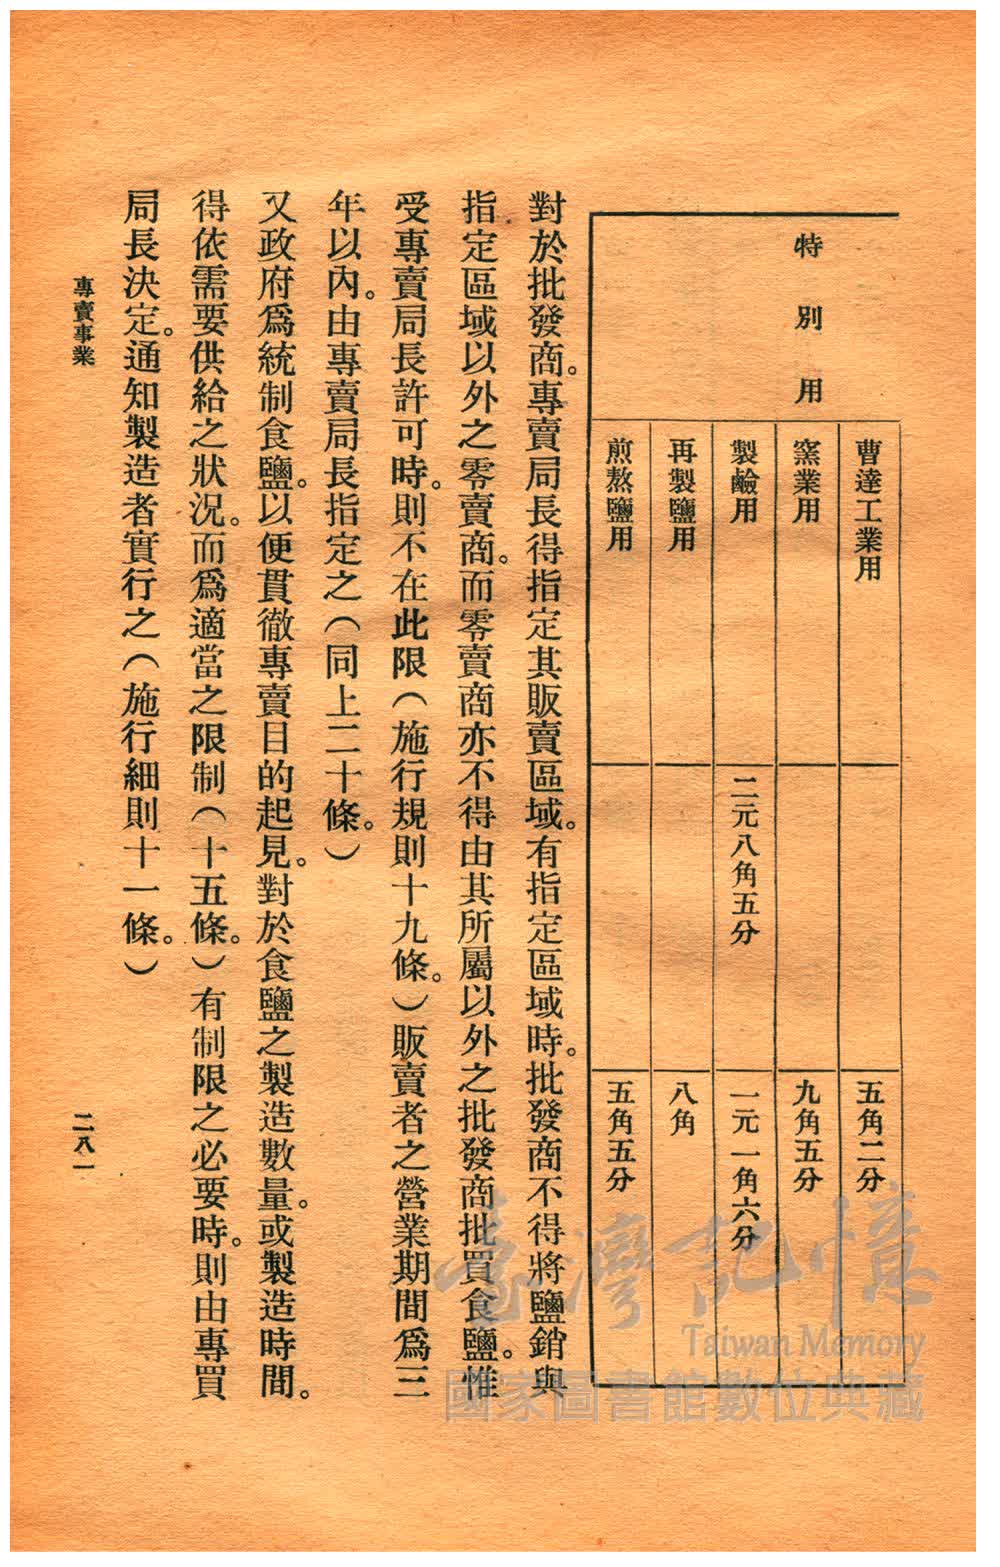 特別用
曹達工業用 五角二分
窯業用 九角五分
製鹼用 二元八角五分 一元一角六分
再製鹽用 八角
煎熬鹽用 五角五分
對於批發商。專賣局長得指定其販賣區域。有指定區域時。批發商不得將鹽銷與
指定區域以外之零賣商。而零賣商亦不得由其所屬以外之批發商批買食鹽。惟
受專賣局長許可時。則不在此限(施行規則十九條。)販賣者之營業期間爲三
年以內。由專賣局長指定之(同上二十條。)
又政府爲統制食鹽。以便貫徹專賣目的起見。對於食鹽之製造數量。或製造時間。
得依需要供給之狀況。而爲適當之限制(十五條。)有制限之必要時。則由專買
局長決定。通知製造者實行之(施行細則十一條。)
專賣事業
二八一
臺灣記憶
Taiwan Memory
國家圖書館數位典藏